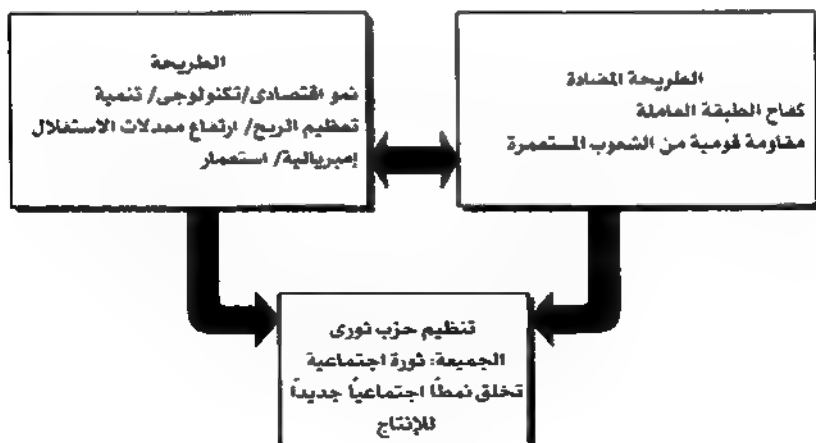 الطريحة المضادة
كفاح الطبقة العاملة
مقاومة قومية من الشعوب المستعمرة
الطريحة
نمو اقتصادى/تكنولوجى/ تنمية
تعظيم الربح/ ارتفاع معدلات الاستغلال
إمبريالية/ استعمار
تنظيم حزب ثورى
الجميعة: ثورة اجتماعية
تخلق نمطاً اجتماعياً جديداً
للإنتاج